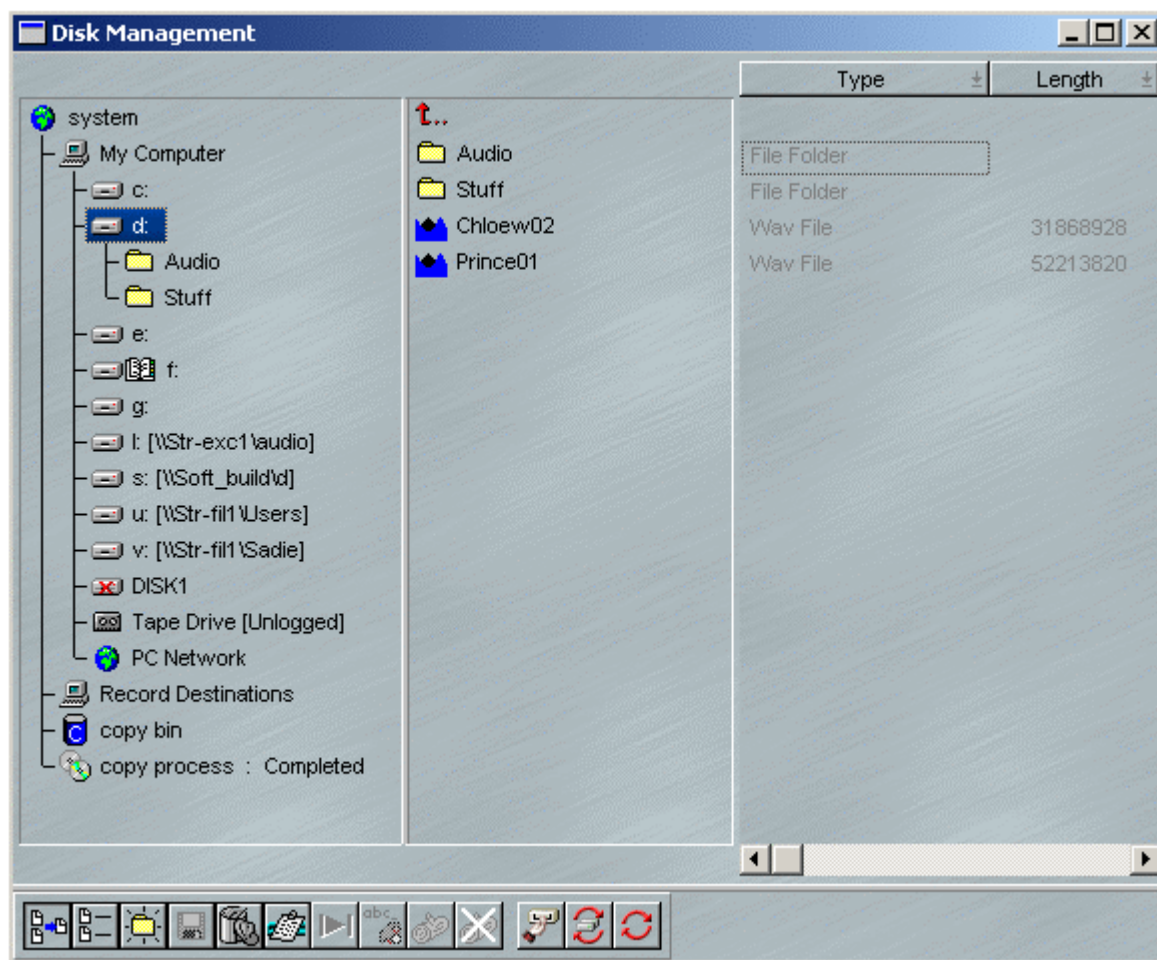 Disk Management
Type
Length
system
My Computer
c:
d:
Audio
Stuff
e:
f:
g:
l: [\\Str-exc1\audio]
s: [\\Soft_build\d]
u: [\\Str-fil1\Users]
v: [\\Str-fil1\Sadie]
DISK1
Tape Drive [Unlogged]
PC Network
Record Destinations
copy bin
copy process : Completed
..
Audio File Folder
Stuff File Folder
Chloew02 Wav File 31868928
Prince01 Wav File 52213820
C
abc_